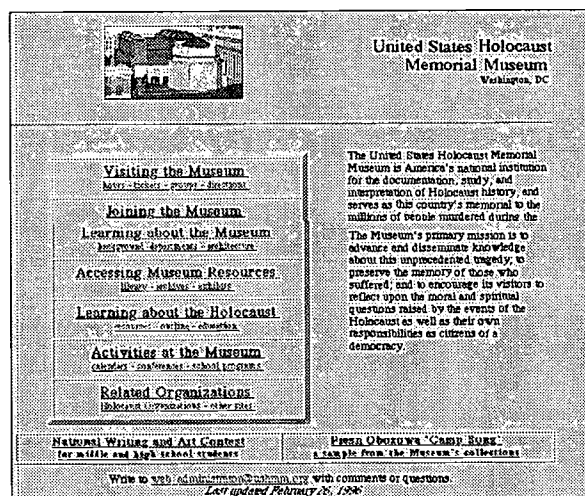 United States Holocaust
Memorial Museum
Washington, DC
Visiting the Museum
hours - tickets - groups - directions
Joining the Museum
Learning about the Museum
background - departments - architecture
Accessing Museum Resources
library - archives - exhibits
Learning about the Holocaust
resources - outline - education
Activities at the Museum
calendars - conferences - school programs
Related Organizations
Holocaust Organizations - other sites
The United States Holocaust Memorial
Museum is America's national institution
for the documentation, study, and
interpretation of Holocaust history, and
serves as this country's memorial to the
millions of people murdered during the
The Museum's primary mission is to
advance and disseminate knowledge
about this unprecedented tragedy; to
preserve the memory of those who
suffered; and to encourage its visitors to
reflect upon the moral and spiritual
questions raised by the events of the
Holocaust as well as their own
responsibilities as citizens of a
democracy.
National Writing and Art Contest
for middle and high school students
Piesn Obozowa "Camp Song"
a sample from the Museum's collections
Write to web_administrator@ushmm.org with comments or questions.
Last updated February 26, 1996